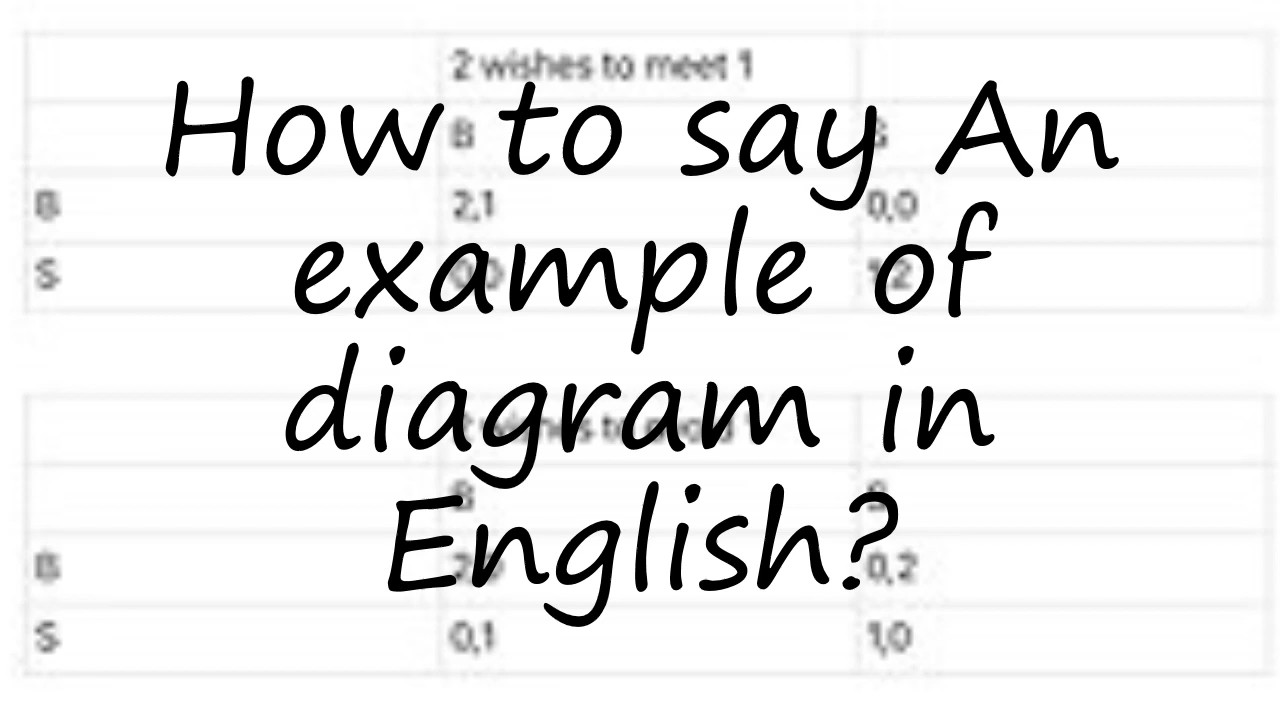 2 wishes to meet 1
How to say An
B
B 2,1 0,0
example of
S
diagram in
English?
B 0,2
S 0,1 1,0